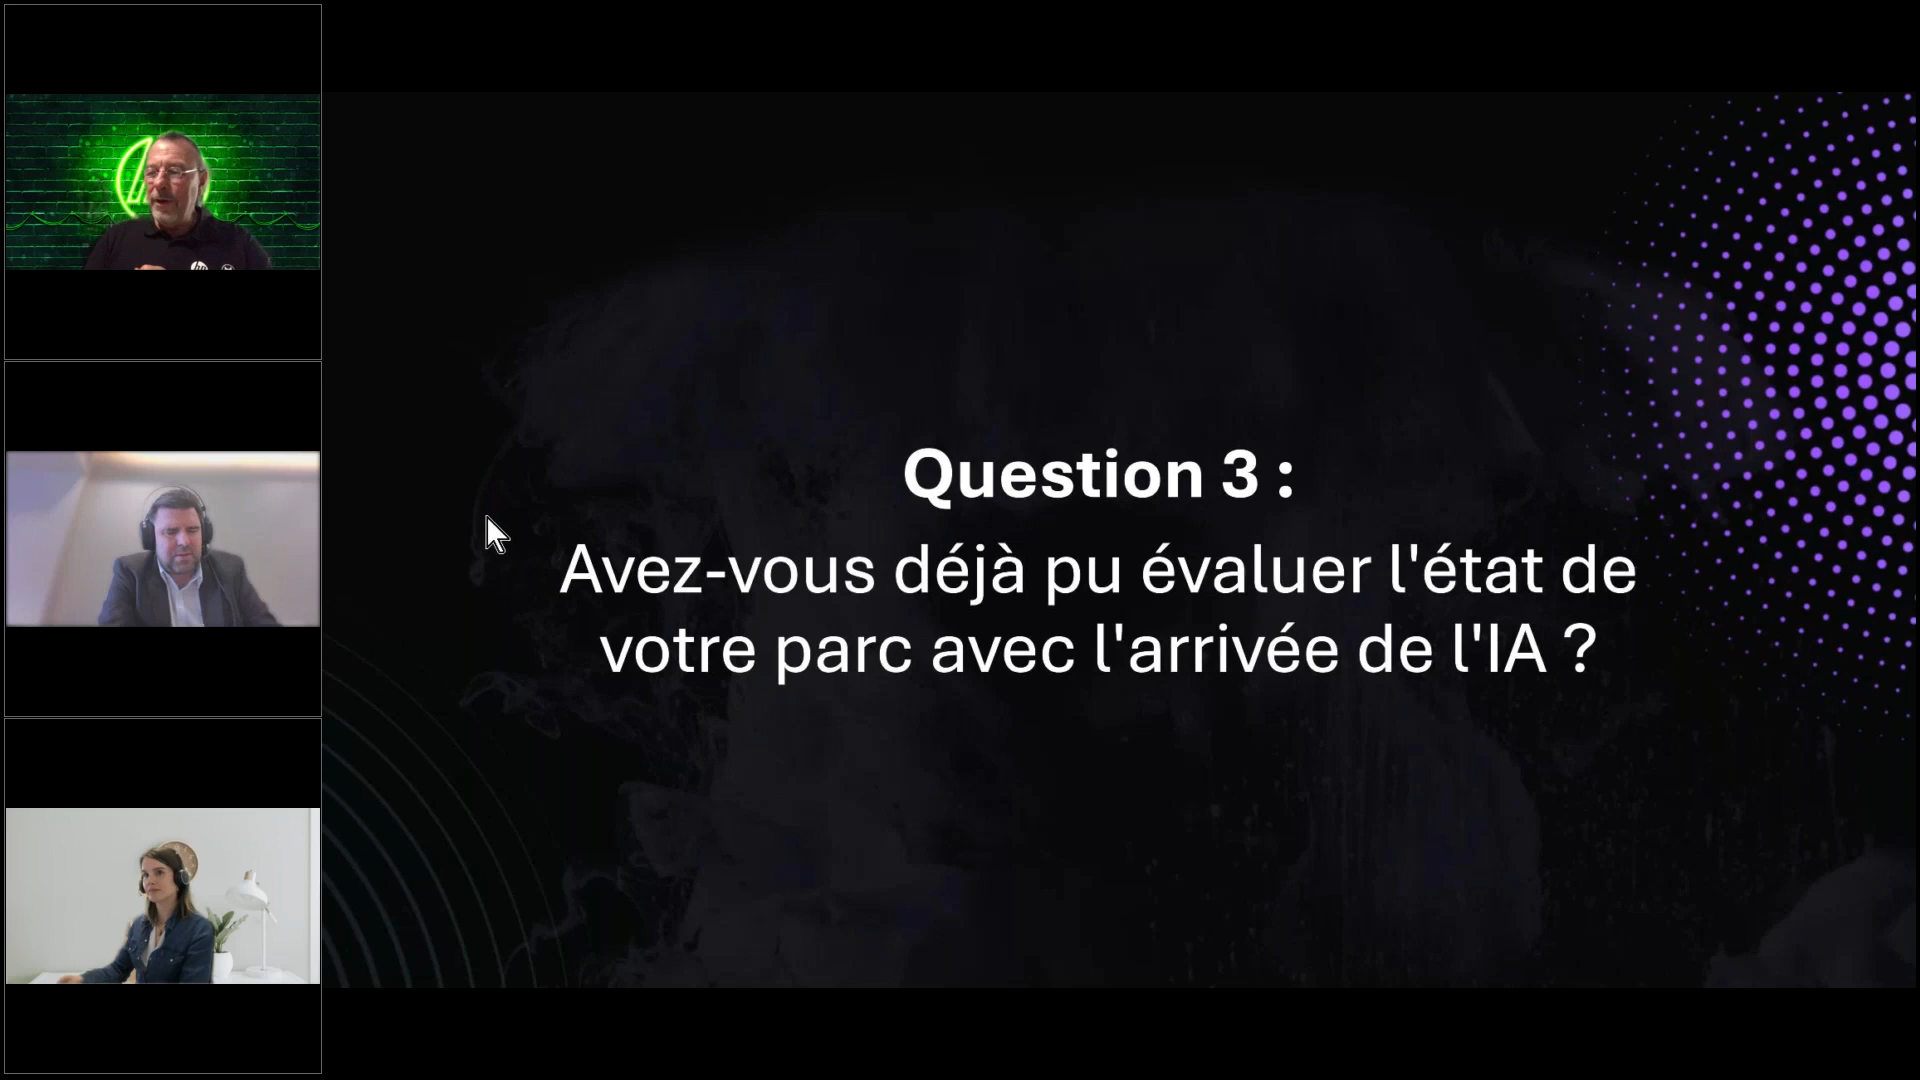 Question 3 :
Avez-vous déjà pu évaluer l'état de
votre parc avec l'arrivée de l'IA ?